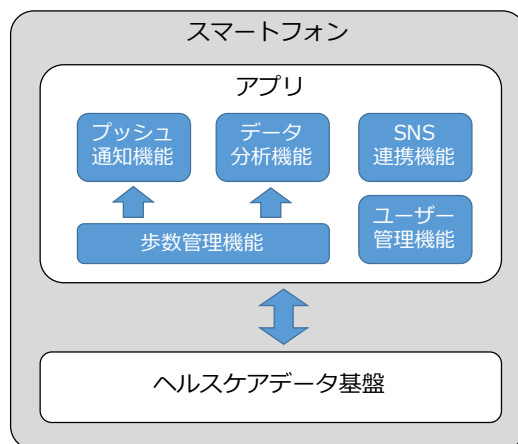 スマートフォン
アプリ
プッシュ
通知機能
データ
分析機能
SNS
連携機能
歩数管理機能
ユーザー
管理機能
ヘルスケアデータ基盤